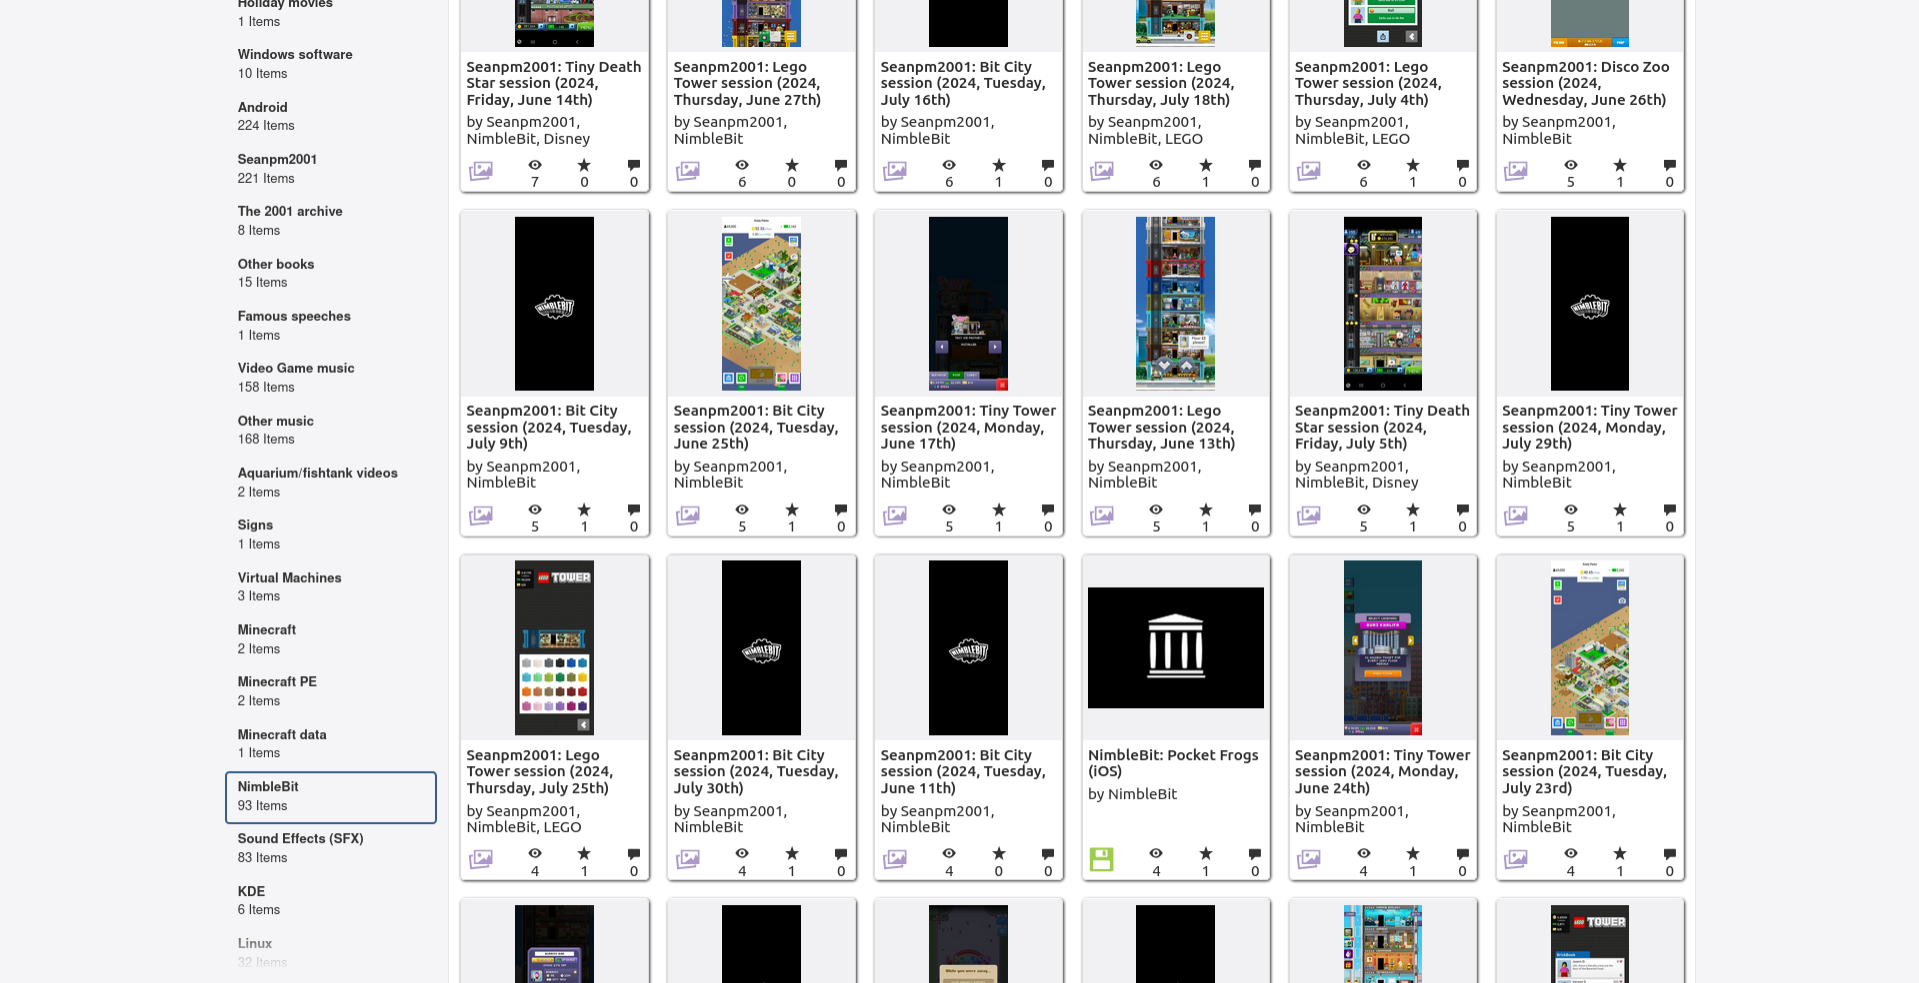 Holiday movies
1 Items
Windows software
10 Items
Android
224 Items
Seanpm2001
221 Items
The 2001 archive
8 Items
Other books
15 Items
Famous speeches
1 Items
Video Game music
158 Items
Other music
168 Items
Aquarium/fishtank videos
2 Items
Signs
1 Items
Virtual Machines
3 Items
Minecraft
2 Items
Minecraft PE
2 Items
Minecraft data
1 Items
NimbleBit
93 Items
Sound Effects (SFX)
83 Items
KDE
6 Items
Linux
32 Items
Seanpm2001: Tiny Death
Star session (2024,
Friday, June 14th)
by Seanpm2001,
NimbleBit, Disney
7 0 0
Seanpm2001: Lego
Tower session (2024,
Thursday, June 27th)
by Seanpm2001,
NimbleBit
6 0 0
Seanpm2001: Bit City
session (2024, Tuesday,
July 16th)
by Seanpm2001,
NimbleBit
6 1 0
Seanpm2001: Lego
Tower session (2024,
Thursday, July 18th)
by Seanpm2001,
NimbleBit, LEGO
6 1 0
Seanpm2001: Lego
Tower session (2024,
Thursday, July 4th)
by Seanpm2001,
NimbleBit, LEGO
6 1 0
Seanpm2001: Disco Zoo
session (2024,
Wednesday, June 26th)
by Seanpm2001,
NimbleBit
5 1 0
NIMBLEBIT
Seanpm2001: Bit City
session (2024, Tuesday,
July 9th)
by Seanpm2001,
NimbleBit
5 1 0
Seanpm2001: Bit City
session (2024, Tuesday,
June 25th)
by Seanpm2001,
NimbleBit
5 1 0
Seanpm2001: Tiny Tower
session (2024, Monday,
June 17th)
by Seanpm2001,
NimbleBit
5 1 0
Seanpm2001: Lego
Tower session (2024,
Thursday, June 13th)
by Seanpm2001,
NimbleBit
5 1 0
Seanpm2001: Tiny Death
Star session (2024,
Friday, July 5th)
by Seanpm2001,
NimbleBit, Disney
5 1 0
NIMBLEBIT
Seanpm2001: Tiny Tower
session (2024, Monday,
July 29th)
by Seanpm2001,
NimbleBit
5 1 0
LEGO TOWER
Seanpm2001: Lego
Tower session (2024,
Thursday, July 25th)
by Seanpm2001,
NimbleBit, LEGO
4 1 0
NIMBLEBIT
Seanpm2001: Bit City
session (2024, Tuesday,
July 30th)
by Seanpm2001,
NimbleBit
4 1 0
NIMBLEBIT
Seanpm2001: Bit City
session (2024, Tuesday,
June 11th)
by Seanpm2001,
NimbleBit
4 0 0
NimbleBit: Pocket Frogs
(iOS)
by NimbleBit
4 1 0
Seanpm2001: Tiny Tower
session (2024, Monday,
June 24th)
by Seanpm2001,
NimbleBit
4 1 0
Seanpm2001: Bit City
session (2024, Tuesday,
July 23rd)
by Seanpm2001,
NimbleBit
4 1 0
While you were away...
LEGO TOWER